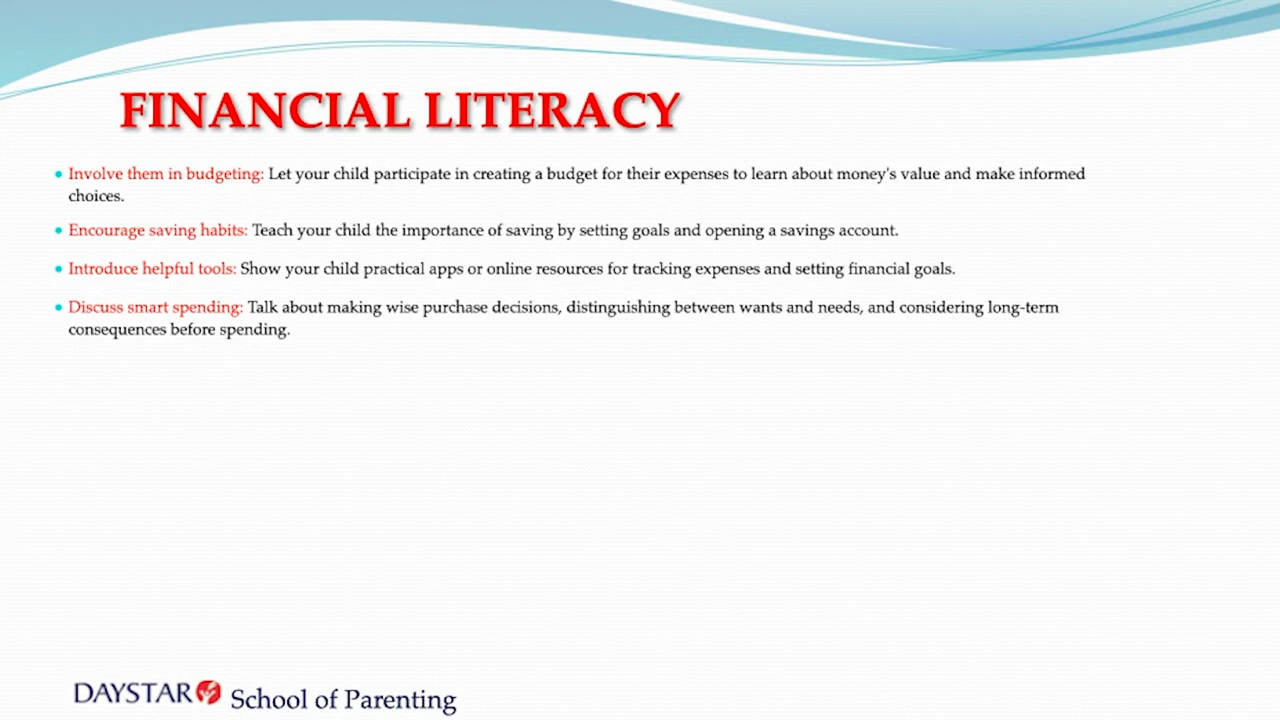 FINANCIAL LITERACY
• Involve them in budgeting: Let your child participate in creating a budget for their expenses to learn about money's value and make informed
choices.
• Encourage saving habits: Teach your child the importance of saving by setting goals and opening a savings account.
• Introduce helpful tools: Show your child practical apps or online resources for tracking expenses and setting financial goals.
• Discuss smart spending: Talk about making wise purchase decisions, distinguishing between wants and needs, and considering long-term
consequences before spending.
DAYSTAR School of Parenting